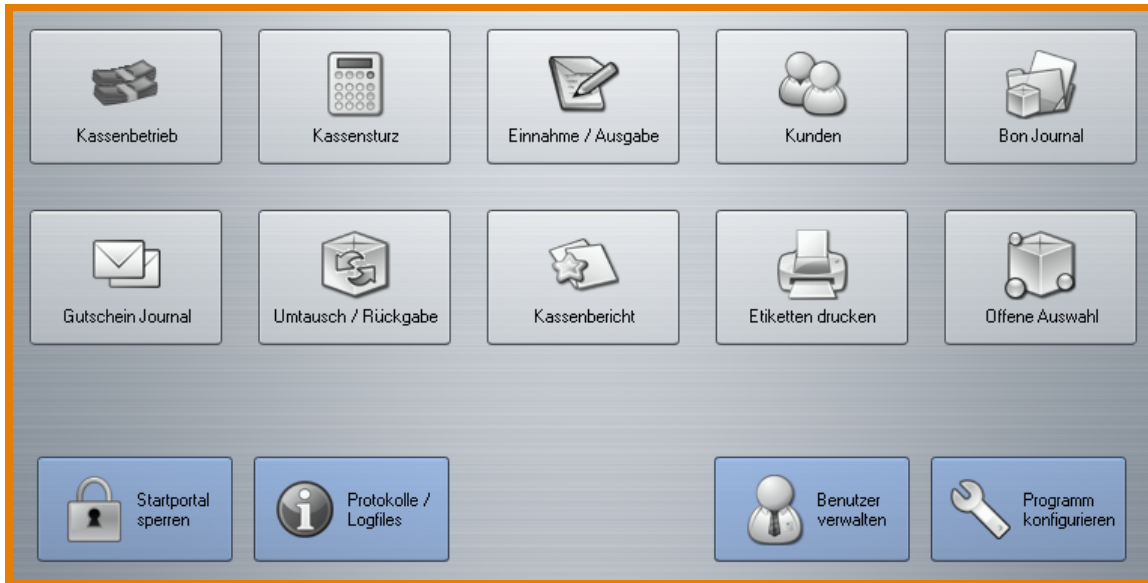 Kassenbetrieb
Kassensturz
Einnahme / Ausgabe
Kunden
Bon Journal
Gutschein Journal
Umtausch / Rückgabe
Kassenbericht
Etiketten drucken
Offene Auswahl
Startportal
sperren
Protokolle /
Logfiles
Benutzer
verwalten
Programm
konfigurieren